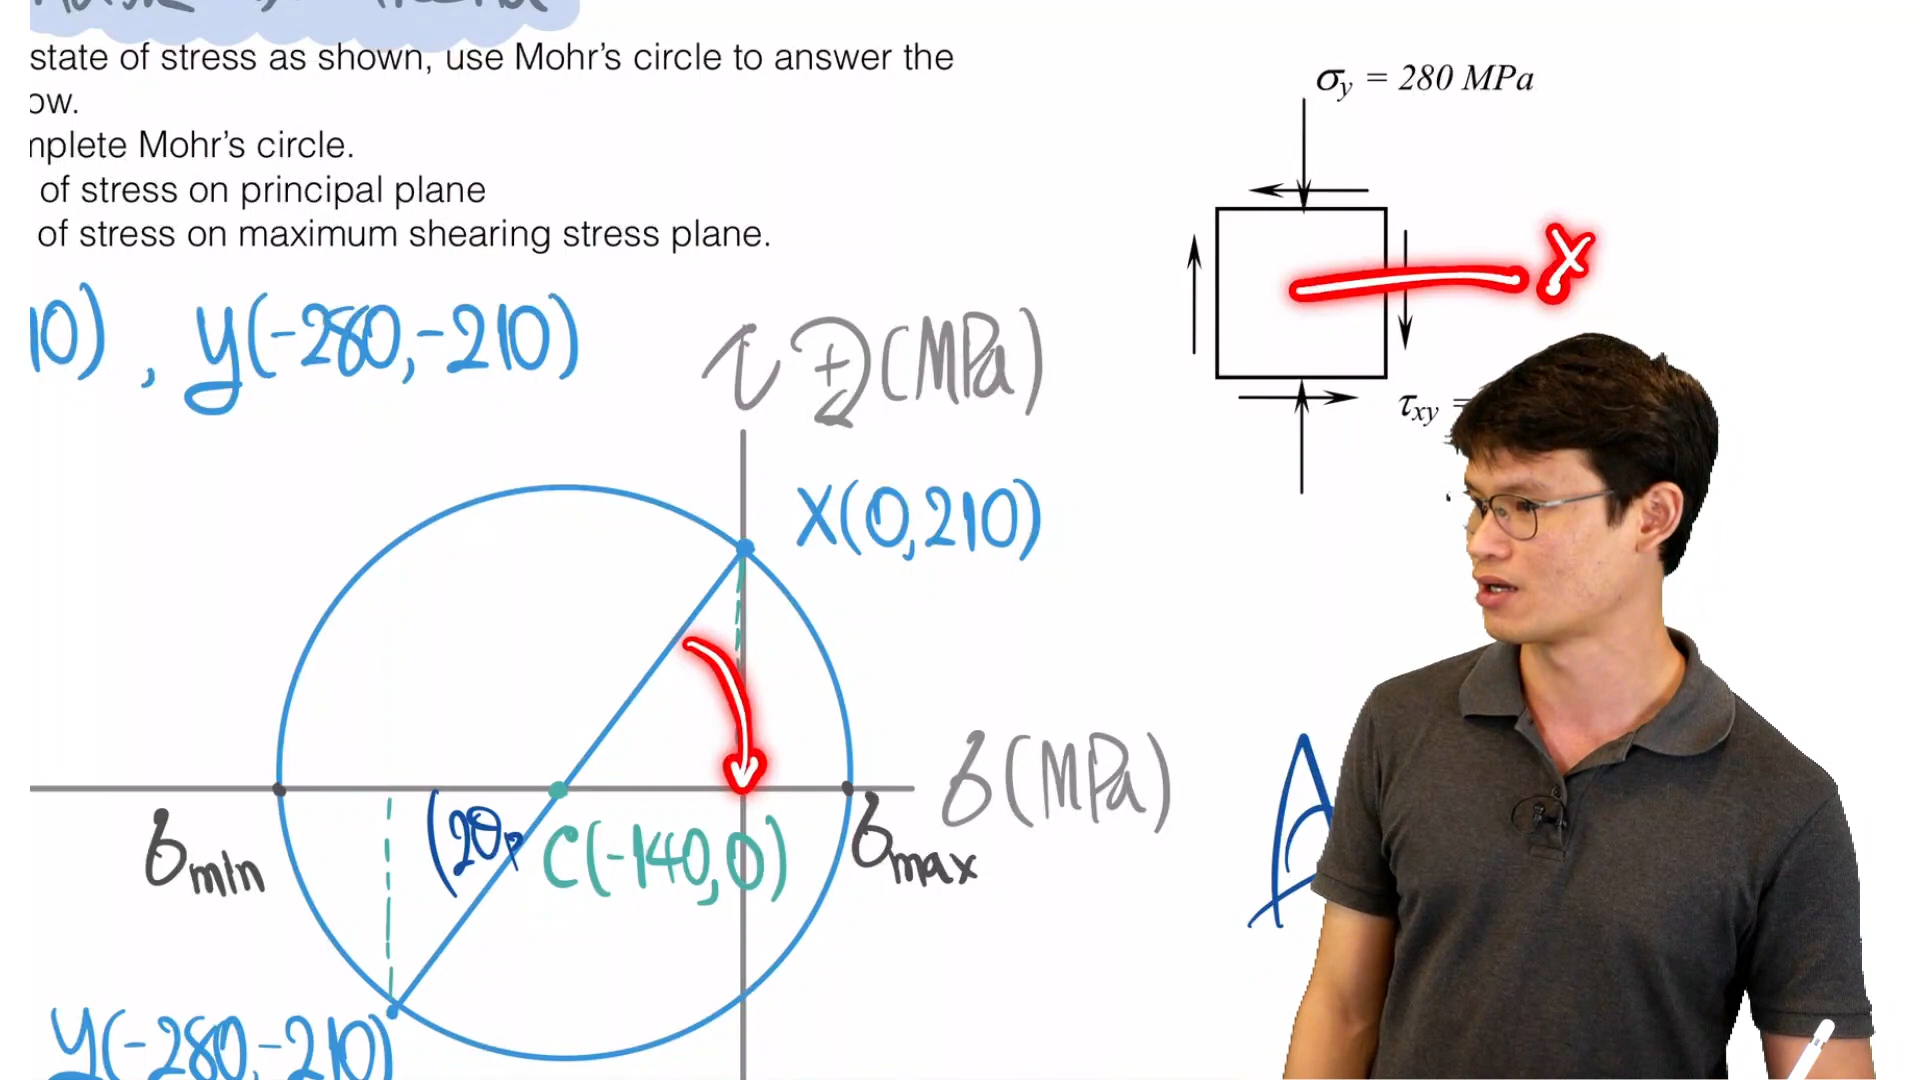 state of stress as shown, use Mohr's circle to answer the
ow.
nplete Mohr's circle.
of stress on principal plane
of stress on maximum shearing stress plane.
σy = 280 MPa
X
τxy =
10) , y(-280,-210)
τ (MPa)
X(0,210)
σ(MPa)
σmin
(2θp
C(-140,0)
σmax
Y(-280,-210)